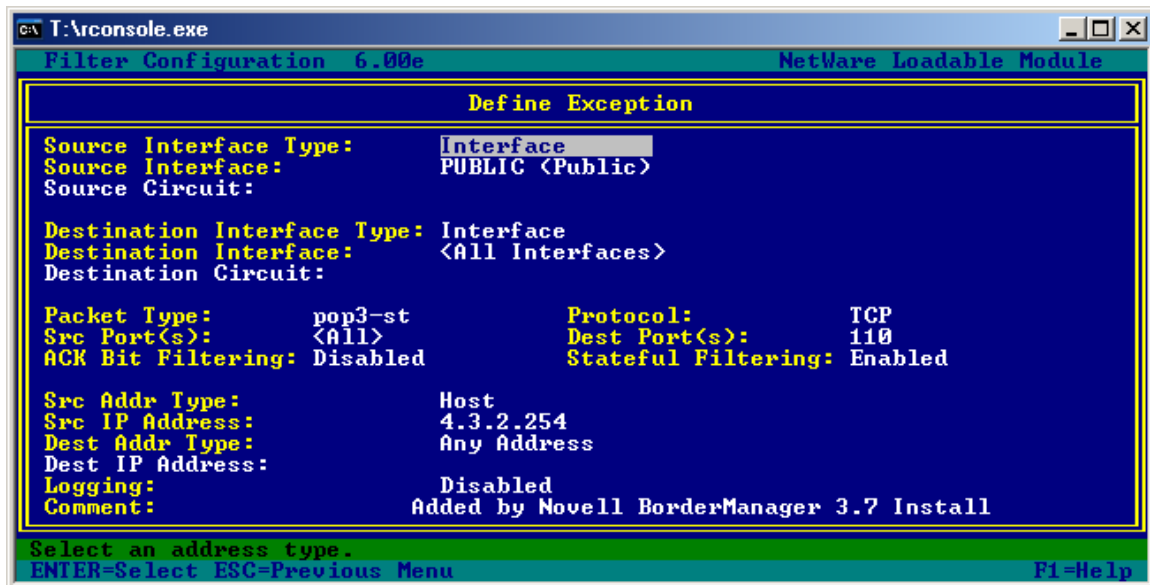 T:\rconsole.exe
Filter Configuration 6.00e NetWare Loadable Module
Define Exception
Source Interface Type: Interface
Source Interface: PUBLIC <Public>
Source Circuit:
Destination Interface Type: Interface
Destination Interface: <All Interfaces>
Destination Circuit:
Packet Type: pop3-st Protocol: TCP
Src Port(s): <All> Dest Port(s): 110
ACK Bit Filtering: Disabled Stateful Filtering: Enabled
Src Addr Type: Host
Src IP Address: 4.3.2.254
Dest Addr Type: Any Address
Dest IP Address:
Logging: Disabled
Comment: Added by Novell BorderManager 3.7 Install
Select an address type.
ENTER=Select ESC=Previous Menu F1=Help